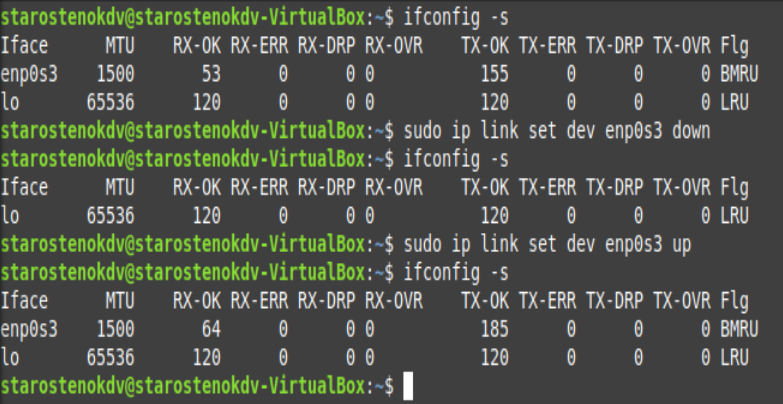 starostenokdv@starostenokdv-VirtualBox:~$ ifconfig -s
Iface MTU RX-OK RX-ERR RX-DRP RX-OVR TX-OK TX-ERR TX-DRP TX-OVR Flg
enp0s3 1500 53 0 0 0 155 0 0 0 BMRU
lo 65536 120 0 0 0 120 0 0 0 LRU
starostenokdv@starostenokdv-VirtualBox:~$ sudo ip link set dev enp0s3 down
starostenokdv@starostenokdv-VirtualBox:~$ ifconfig -s
Iface MTU RX-OK RX-ERR RX-DRP RX-OVR TX-OK TX-ERR TX-DRP TX-OVR Flg
lo 65536 120 0 0 0 120 0 0 0 LRU
starostenokdv@starostenokdv-VirtualBox:~$ sudo ip link set dev enp0s3 up
starostenokdv@starostenokdv-VirtualBox:~$ ifconfig -s
Iface MTU RX-OK RX-ERR RX-DRP RX-OVR TX-OK TX-ERR TX-DRP TX-OVR Flg
enp0s3 1500 64 0 0 0 185 0 0 0 BMRU
lo 65536 120 0 0 0 120 0 0 0 LRU
starostenokdv@starostenokdv-VirtualBox:~$